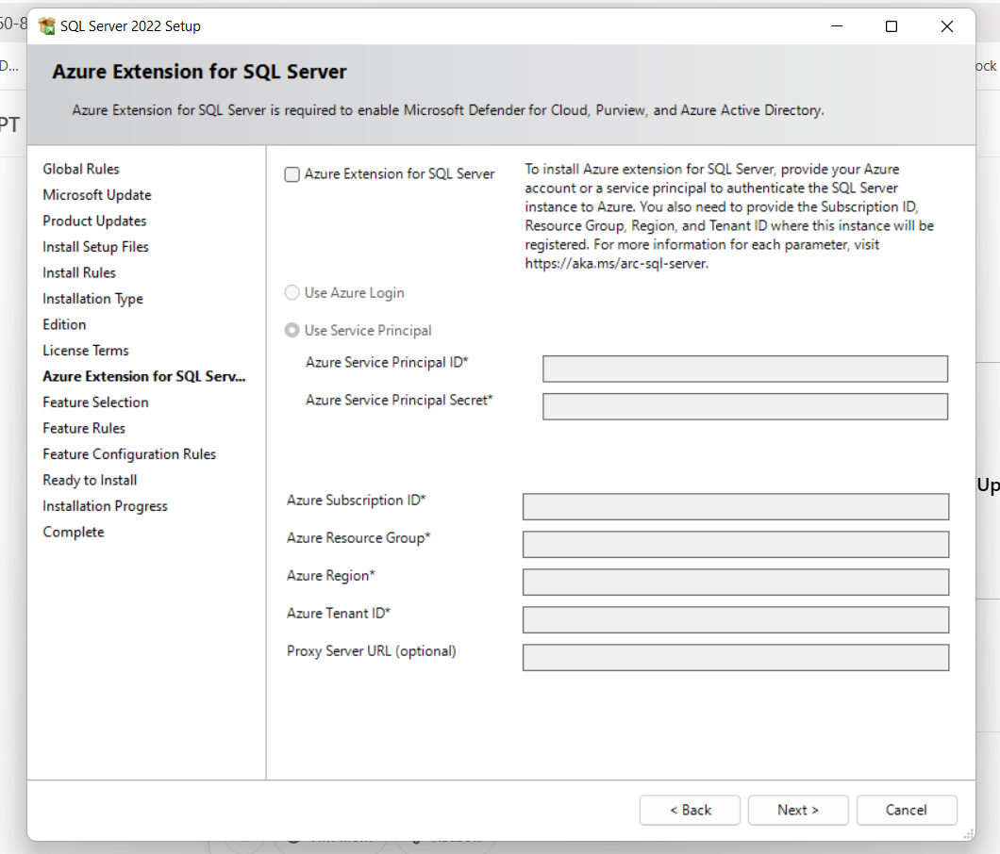 SQL Server 2022 Setup
Azure Extension for SQL Server
Azure Extension for SQL Server is required to enable Microsoft Defender for Cloud, Purview, and Azure Active Directory.
Global Rules
Microsoft Update
Product Updates
Install Setup Files
Install Rules
Installation Type
Edition
License Terms
Azure Extension for SQL Serv...
Feature Selection
Feature Rules
Feature Configuration Rules
Ready to Install
Installation Progress
Complete
Azure Extension for SQL Server
To install Azure extension for SQL Server, provide your Azure
account or a service principal to authenticate the SQL Server
instance to Azure. You also need to provide the Subscription ID,
Resource Group, Region, and Tenant ID where this instance will be
registered. For more information for each parameter, visit
https://aka.ms/arc-sql-server.
Use Azure Login
Use Service Principal
Azure Service Principal ID*
Azure Service Principal Secret*
Azure Subscription ID*
Azure Resource Group*
Azure Region*
Azure Tenant ID*
Proxy Server URL (optional)
< Back
Next >
Cancel
D...
ock
PT
Up